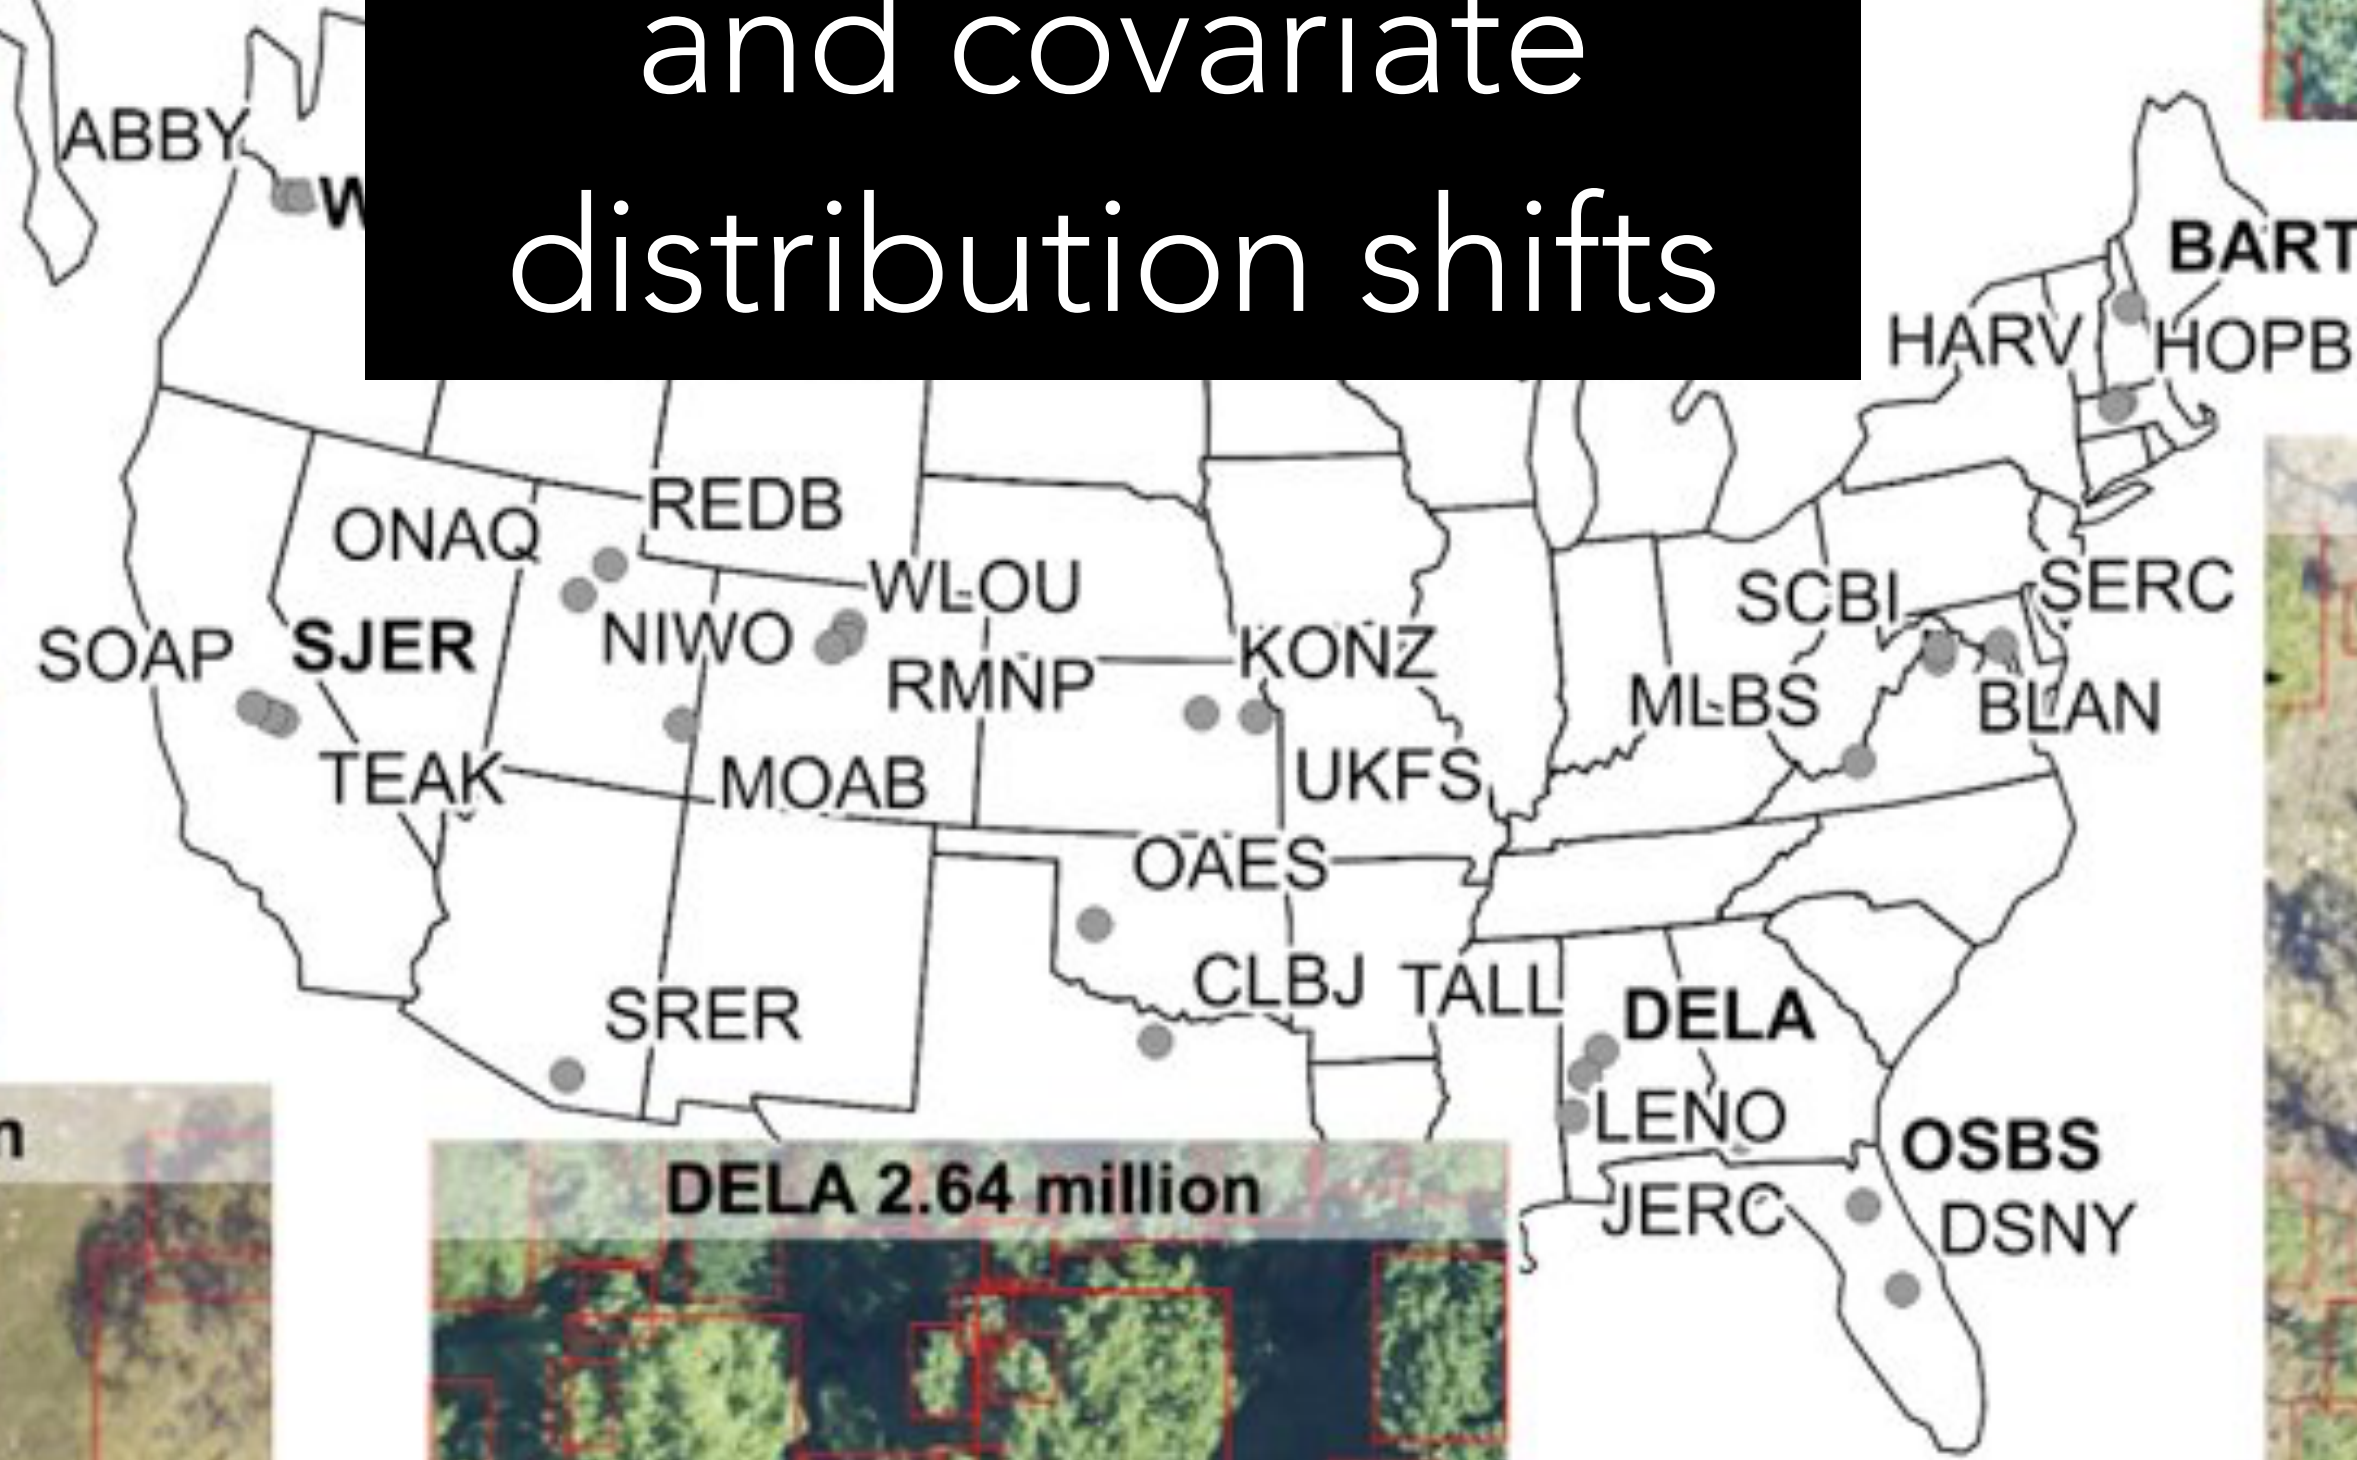 and covariate
distribution shifts
ABBY
W
BART
HARV
HOPB
REDB
ONAQ
WLOU
SCBI
SERC
SOAP
SJER
NIWO
KONZ
RMNP
MLBS
BLAN
TEAK
MOAB
UKFS
OAES
CLBJ
TALL
SRER
DELA
LENO
OSBS
JERC
DSNY
n
DELA 2.64 million